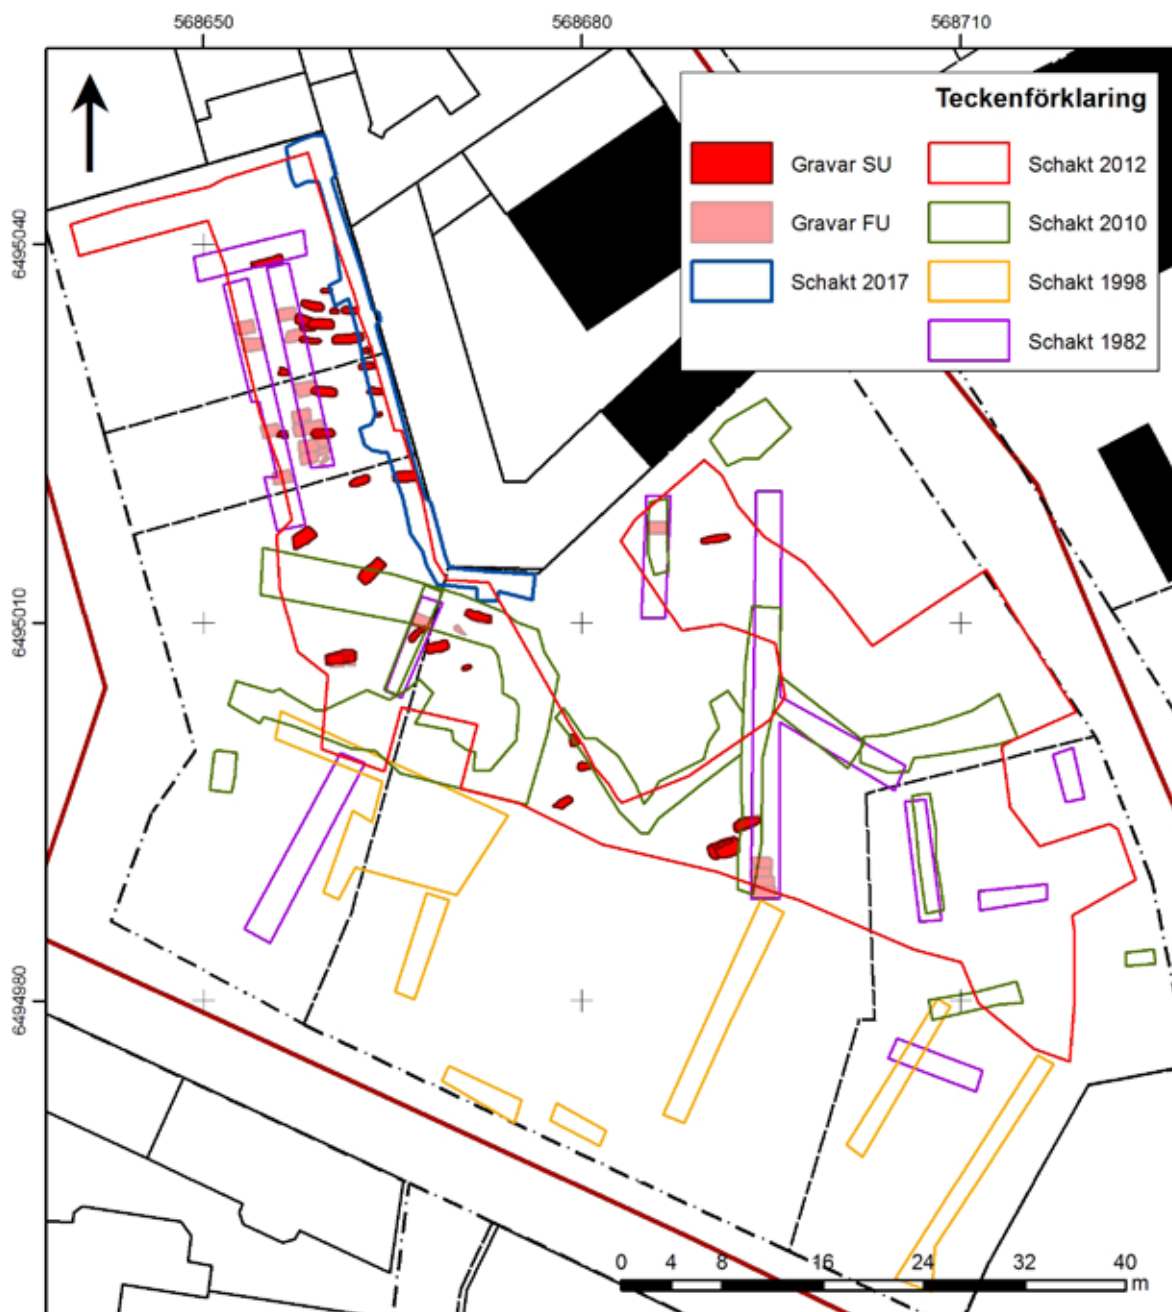 568650 568680 568710
Teckenförklaring
Gravar SU
Gravar FU
Schakt 2017
Schakt 2012
Schakt 2010
Schakt 1998
Schakt 1982
6495040
6495010
6494980
0 4 8 16 24 32 40
m